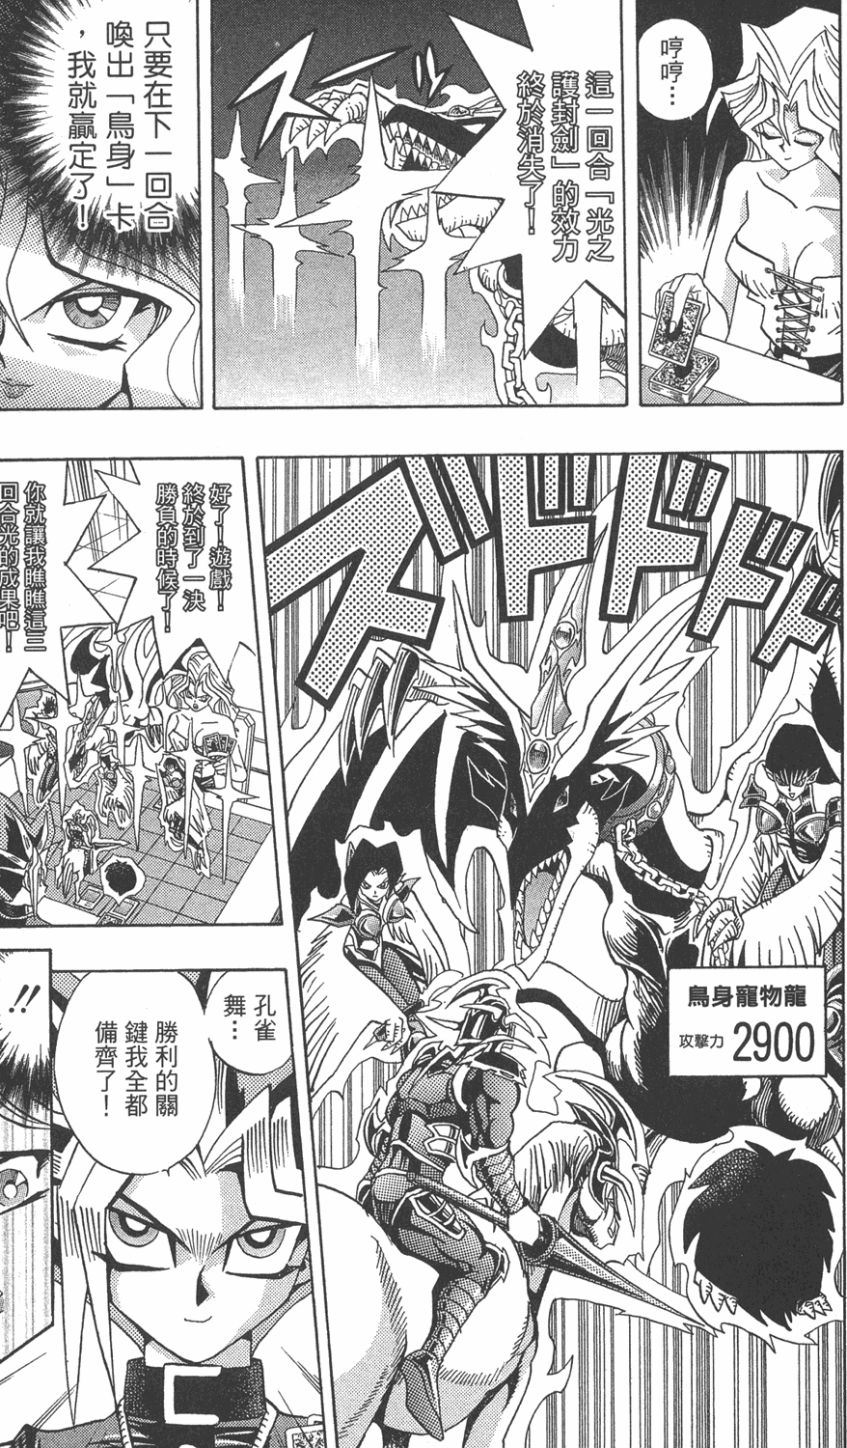 哼哼…
這一回合「光之
護封劍」的效力
終於消失了！
只要在下一回合
喚出「鳥身」卡
，我就贏定了！
ドドドド
鳥身寵物龍
攻擊力 2900
好了！遊戲！
終於到了一決
勝負的時候了！
你就讓我瞧瞧這三
回合光的成果吧！
孔雀
舞…
勝利的關
鍵我全都
備齊了！
!!